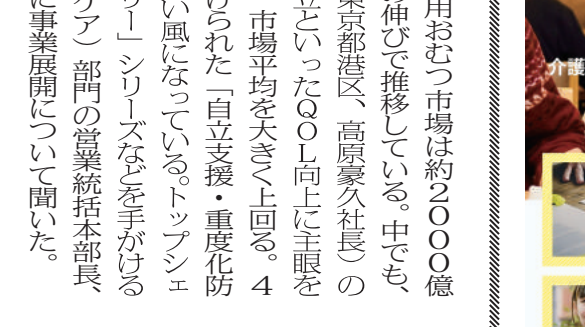 介護
用おむつ市場は約2000億
の伸びで推移している。中でも、
東京都港区、高原豪久社長）の
立といったQOL向上に主眼を
市場平均を大きく上回る。4
けられた「自立支援・重度化防
い風になっている。トップシェ
リー」シリーズなどを手がける
ケア）部門の営業統括本部長、
に事業展開について聞いた。